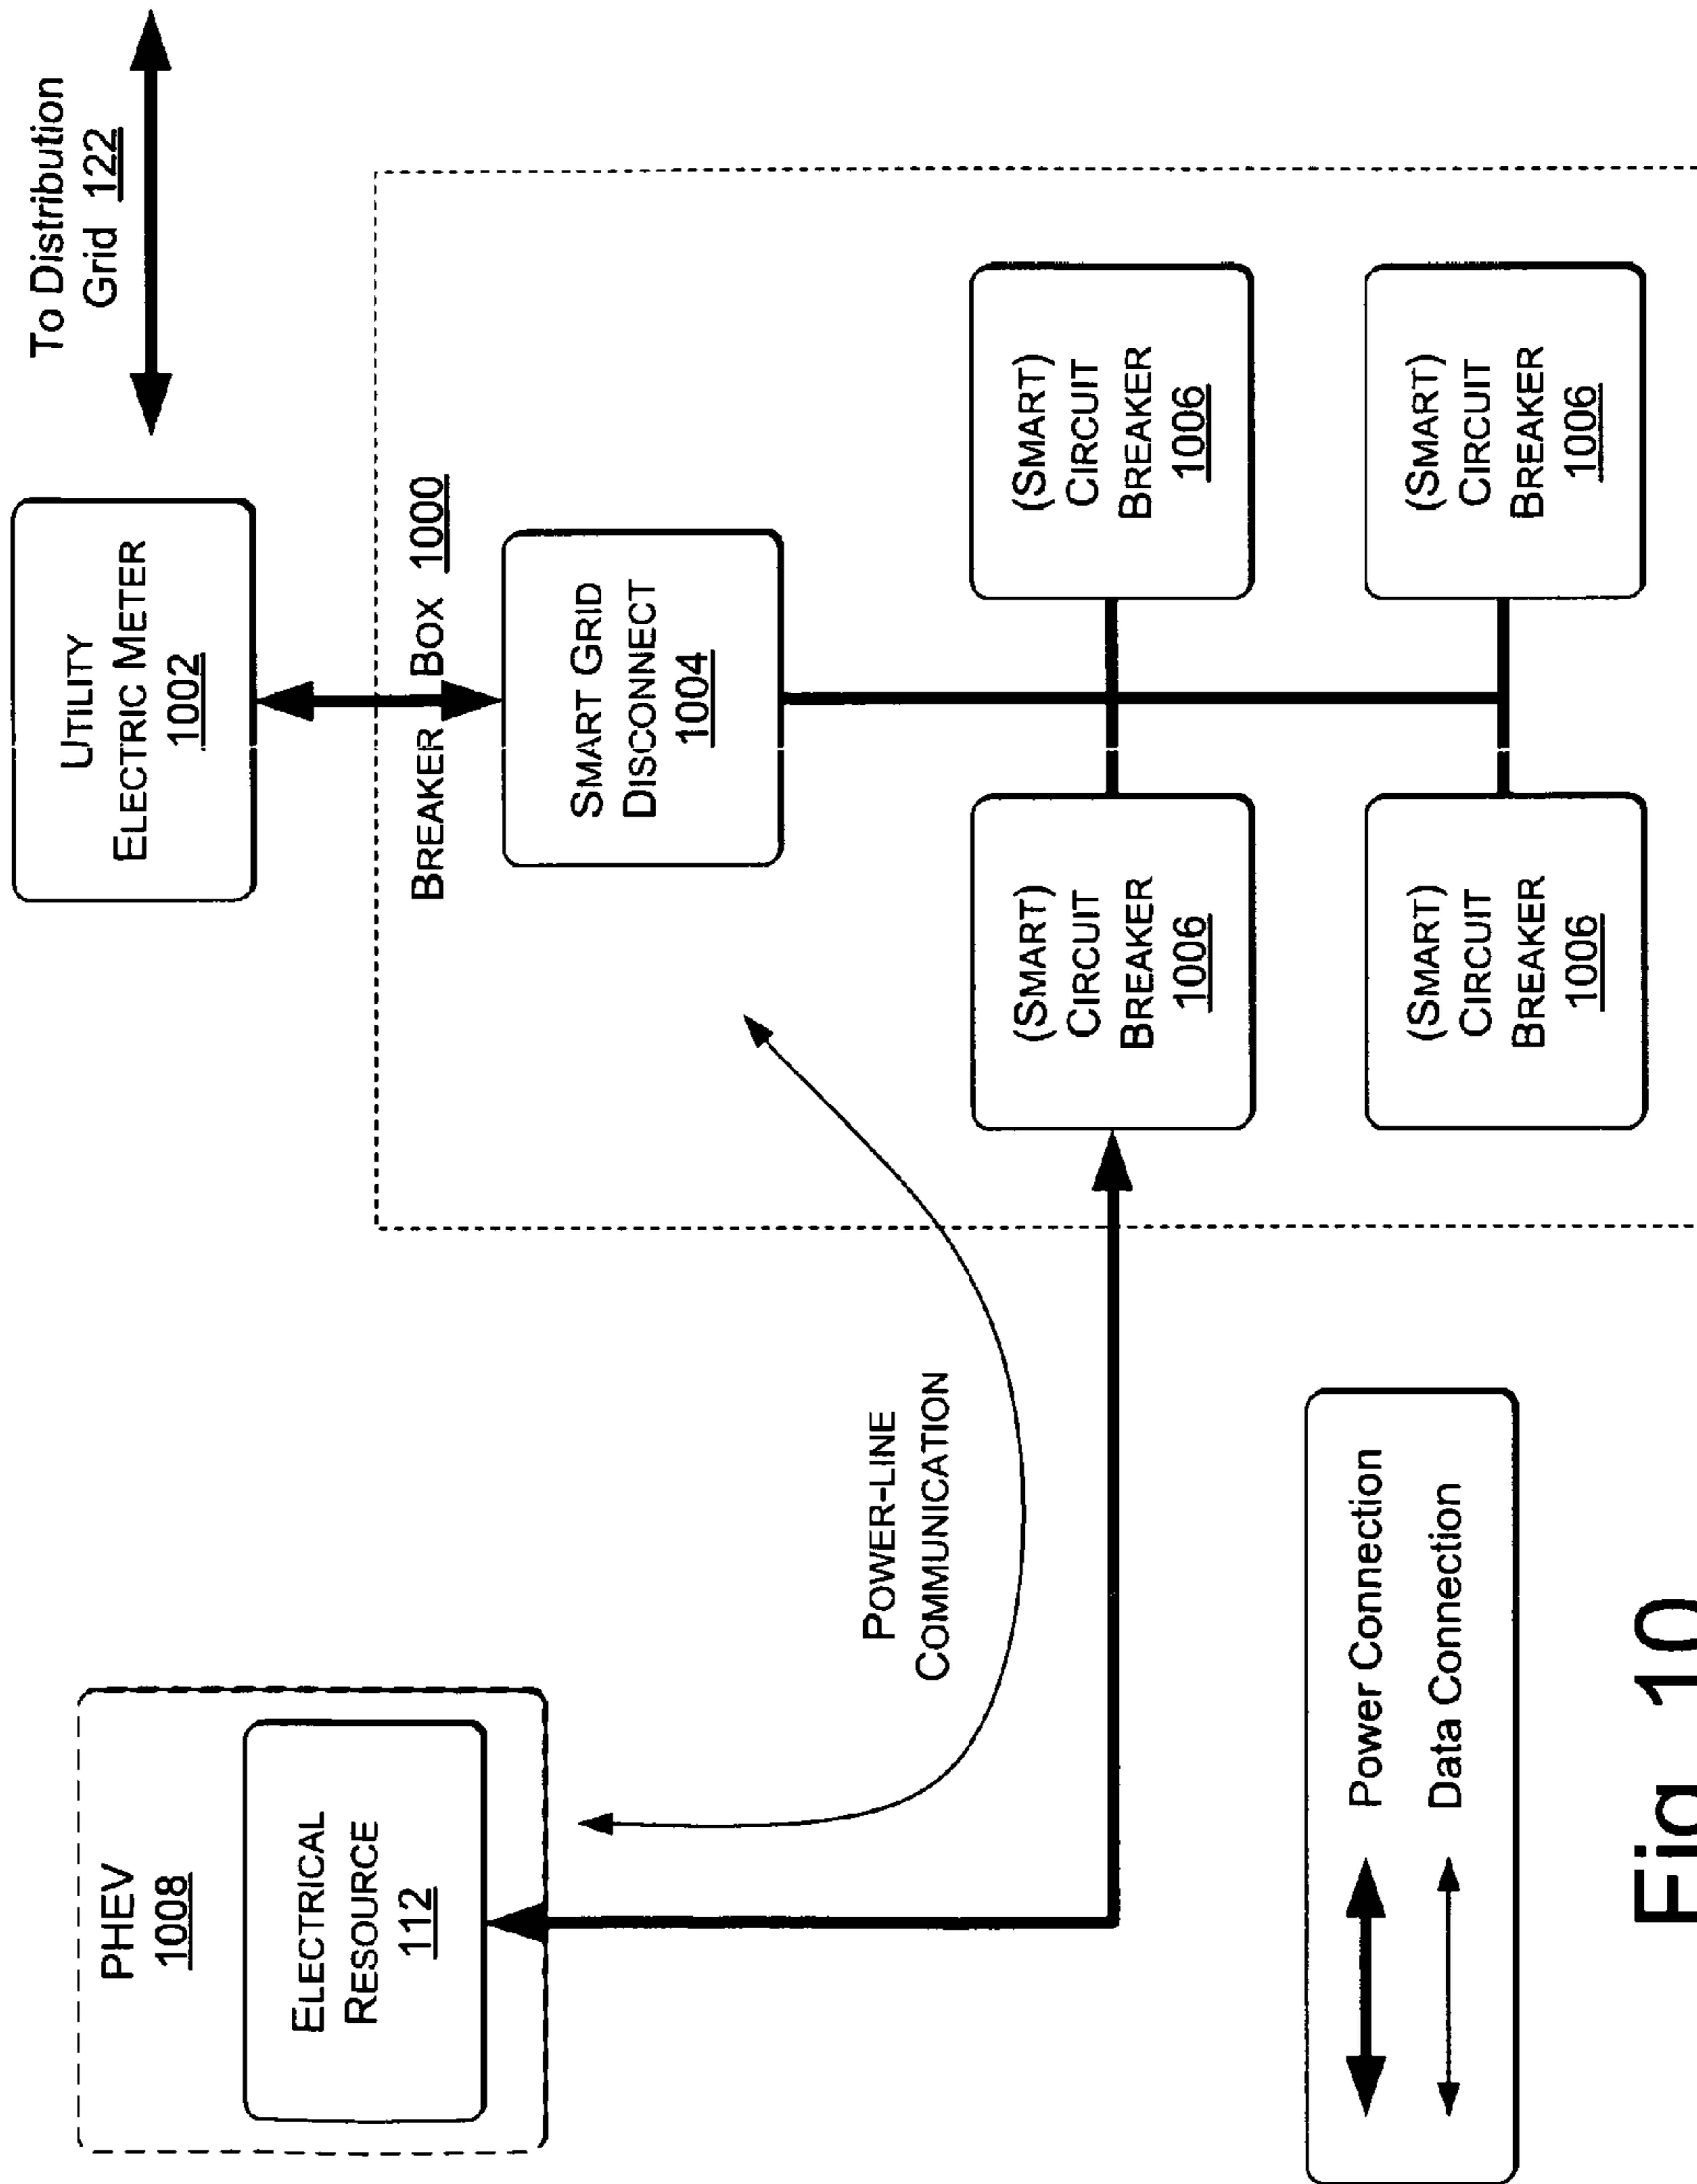 To Distribution
Grid 122
UTILITY
ELECTRIC METER
1002
BREAKER BOX 1000
SMART GRID
DISCONNECT
1004
(SMART)
CIRCUIT
BREAKER
1006
(SMART)
CIRCUIT
BREAKER
1006
(SMART)
CIRCUIT
BREAKER
1006
(SMART)
CIRCUIT
BREAKER
1006
PHEV
1008
ELECTRICAL
RESOURCE
112
POWER-LINE
COMMUNICATION
Power Connection
Data Connection
Fig. 10